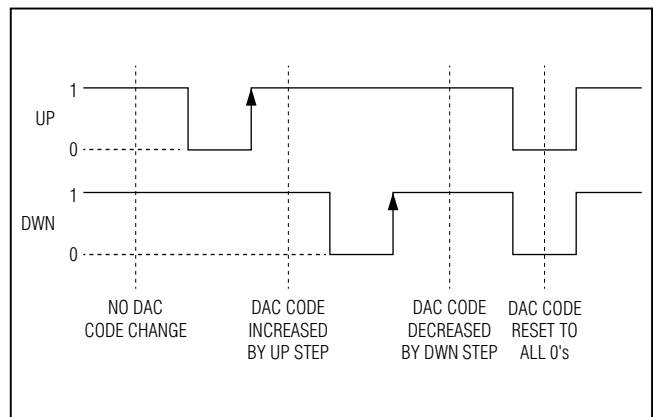 1
UP
0
1
DWN
0
NO DAC
CODE CHANGE
DAC CODE
INCREASED
BY UP STEP
DAC CODE
DECREASED
BY DWN STEP
DAC CODE
RESET TO
ALL 0's